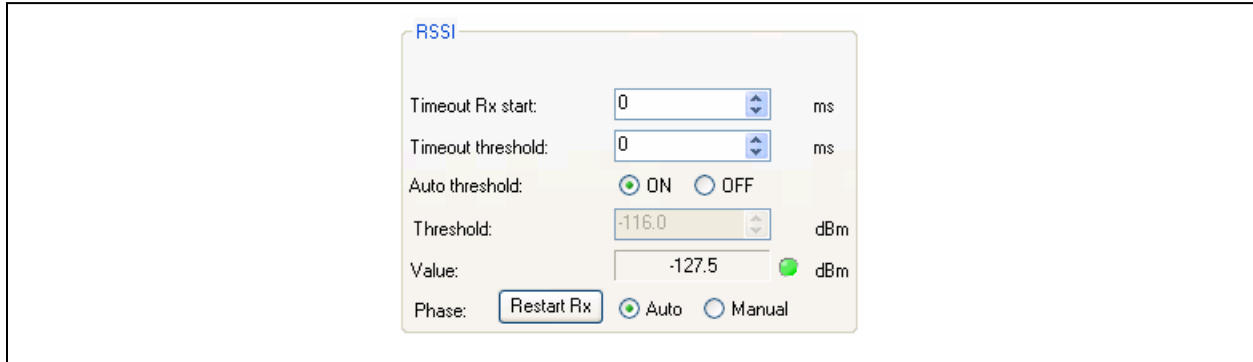 RSSI
Timeout Rx start: 0 ms
Timeout threshold: 0 ms
Auto threshold: ON OFF
Threshold: -116.0 dBm
Value: -127.5 dBm
Phase: Restart Rx Auto Manual